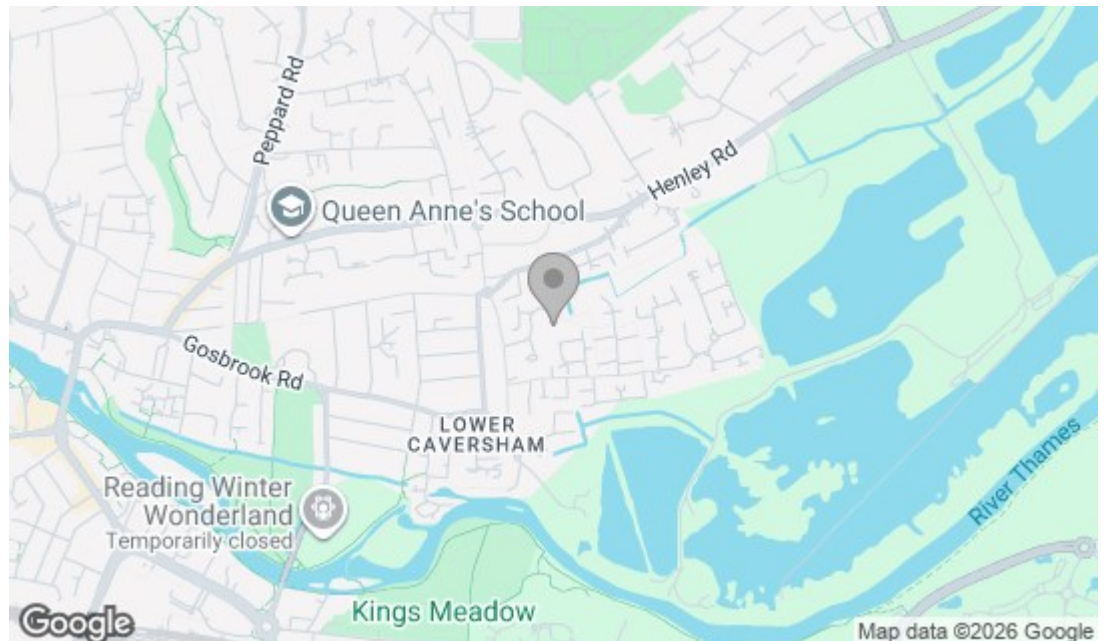 Peppard Rd
Henley Rd
Queen Anne's School
Gosbrook Rd
LOWER
CAVERSHAM
Reading Winter
Wonderland
Temporarily closed
River Thames
Kings Meadow
Google
Map data ©2026 Google